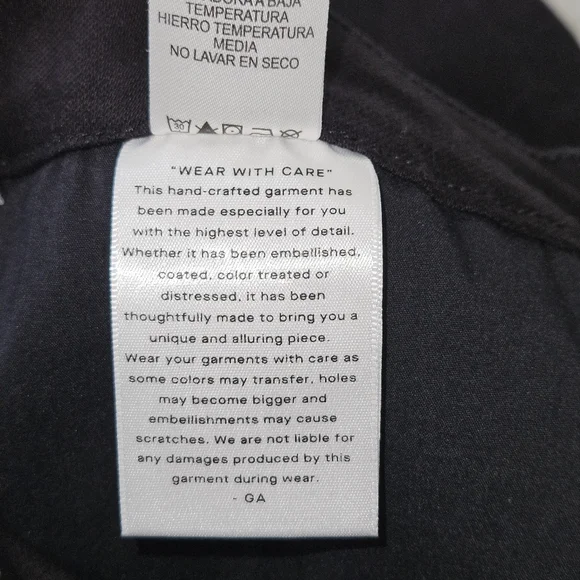 A BAJA
TEMPERATURA
HIERRO TEMPERATURA
MEDIA
NO LAVAR EN SECO
30
"WEAR WITH CARE"
This hand-crafted garment has
been made especially for you
with the highest level of detail.
Whether it has been embellished,
coated, color treated or
distressed, it has been
thoughtfully made to bring you a
unique and alluring piece.
Wear your garments with care as
some colors may transfer, holes
may become bigger and
embellishments may cause
scratches. We are not liable for
any damages produced by this
garment during wear.
- GA